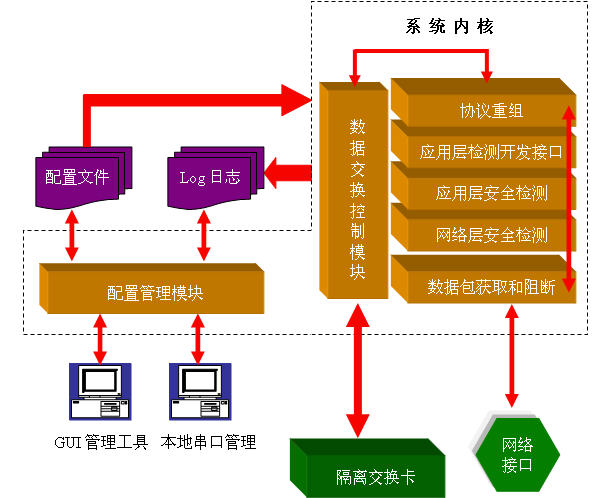 系统内核
协议重组
应用层检测开发接口
应用层安全检测
网络层安全检测
数据包获取和阻断
数据交换控制模块
配置文件
Log 日志
配置管理模块
GUI 管理工具
本地串口管理
隔离交换卡
网络
接口